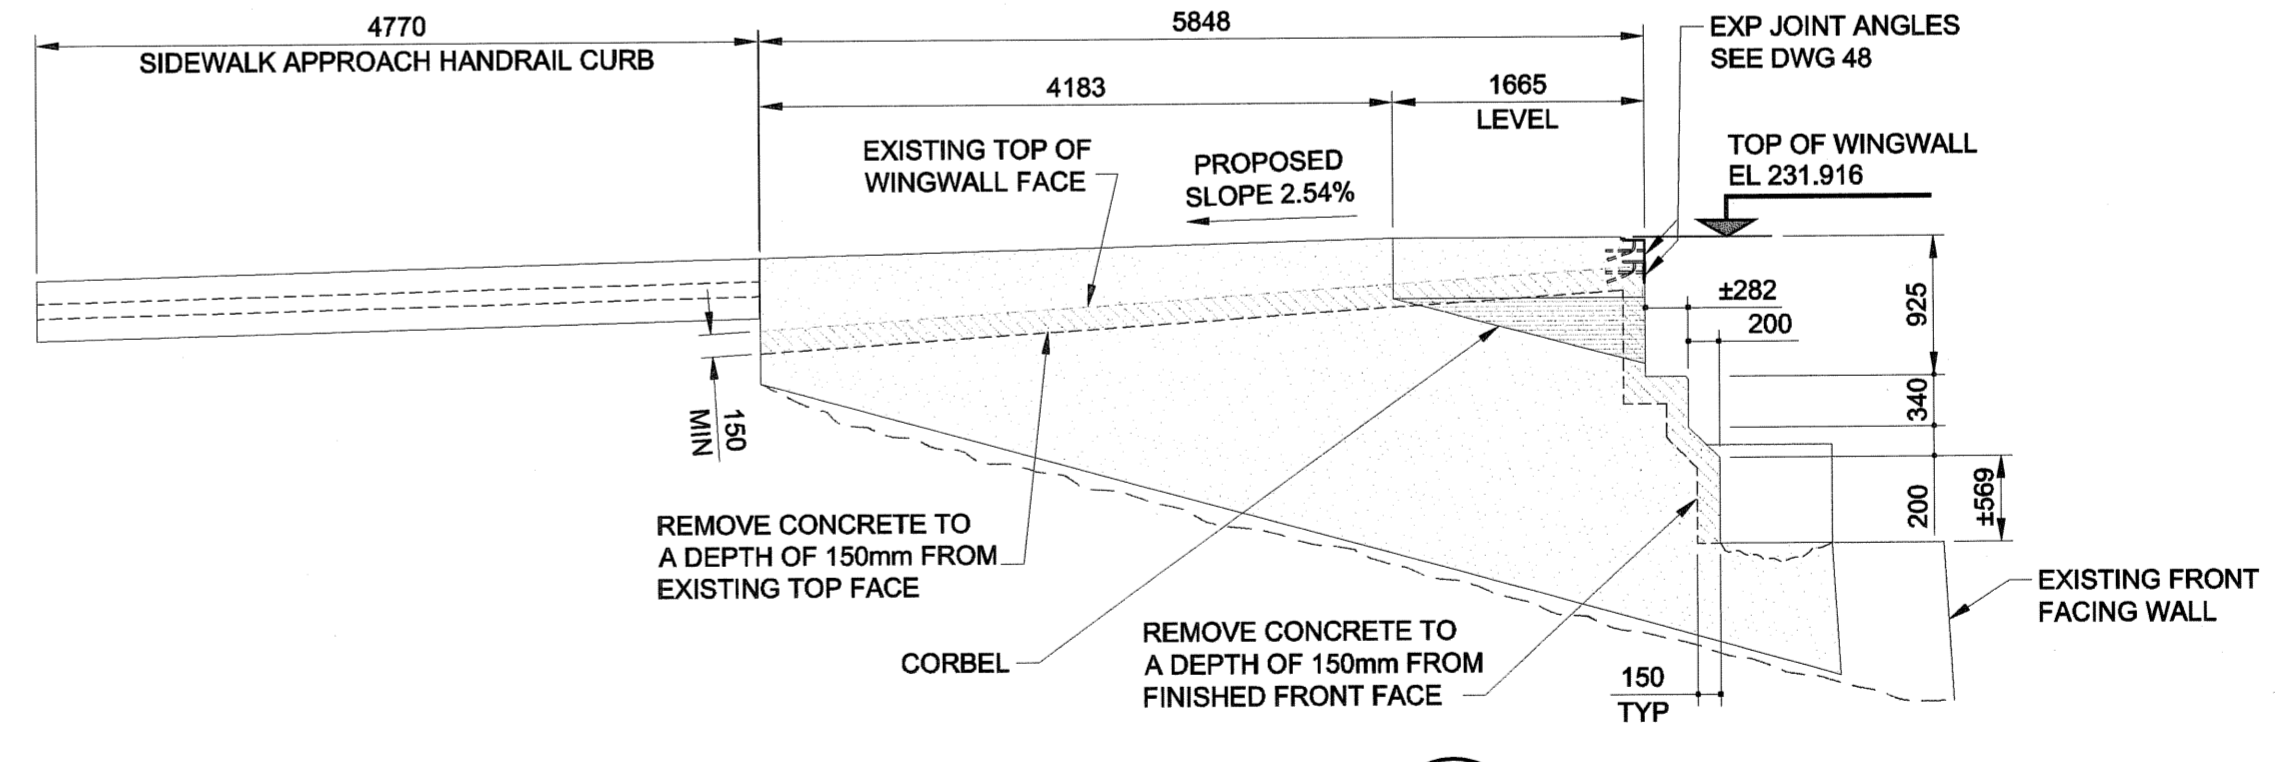 4770
SIDEWALK APPROACH HANDRAIL CURB
5848
4183
1665
LEVEL
EXP JOINT ANGLES
SEE DWG 48
EXISTING TOP OF
WINGWALL FACE
PROPOSED
SLOPE 2.54%
TOP OF WINGWALL
EL 231.916
±282
200
925
340
200
±569
150
MIN
REMOVE CONCRETE TO
A DEPTH OF 150mm FROM
EXISTING TOP FACE
CORBEL
REMOVE CONCRETE TO
A DEPTH OF 150mm FROM
FINISHED FRONT FACE
150
TYP
EXISTING FRONT
FACING WALL